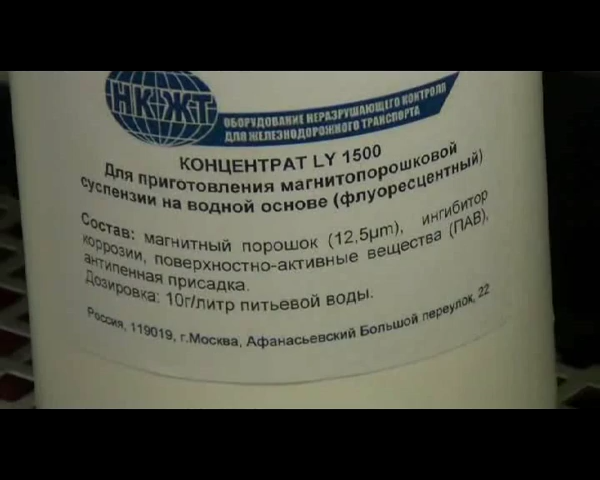 НКЖТ
ОБОРУДОВАНИЕ НЕРАЗРУШАЮЩЕГО КОНТРОЛЯ
ДЛЯ ЖЕЛЕЗНОДОРОЖНОГО ТРАНСПОРТА
КОНЦЕНТРАТ LY 1500
Для приготовления магнитопорошковой
суспензии на водной основе (флуоресцентный)
Состав: магнитный порошок (12,5µm), ингибитор
коррозии, поверхностно-активные вещества (ПАВ),
антипенная присадка.
Дозировка: 10г/литр питьевой воды.
Россия, 119019, г.Москва, Афанасьевский Большой переулок, 22